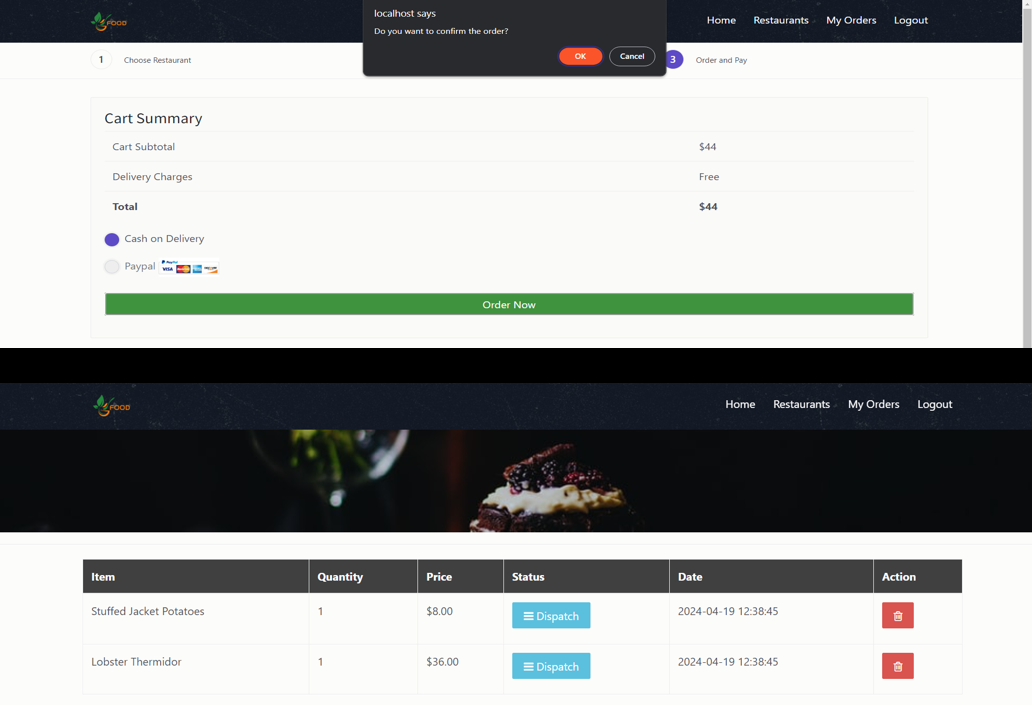 FOOD
localhost says
Do you want to confirm the order?
OK Cancel
Home Restaurants My Orders Logout
1 Choose Restaurant
3 Order and Pay
Cart Summary
Cart Subtotal $44
Delivery Charges Free
Total $44
Cash on Delivery
Paypal PayPal VISA
Order Now
FOOD
Home Restaurants My Orders Logout
Item Quantity Price Status Date Action
Stuffed Jacket Potatoes 1 $8.00 Dispatch 2024-04-19 12:38:45
Lobster Thermidor 1 $36.00 Dispatch 2024-04-19 12:38:45